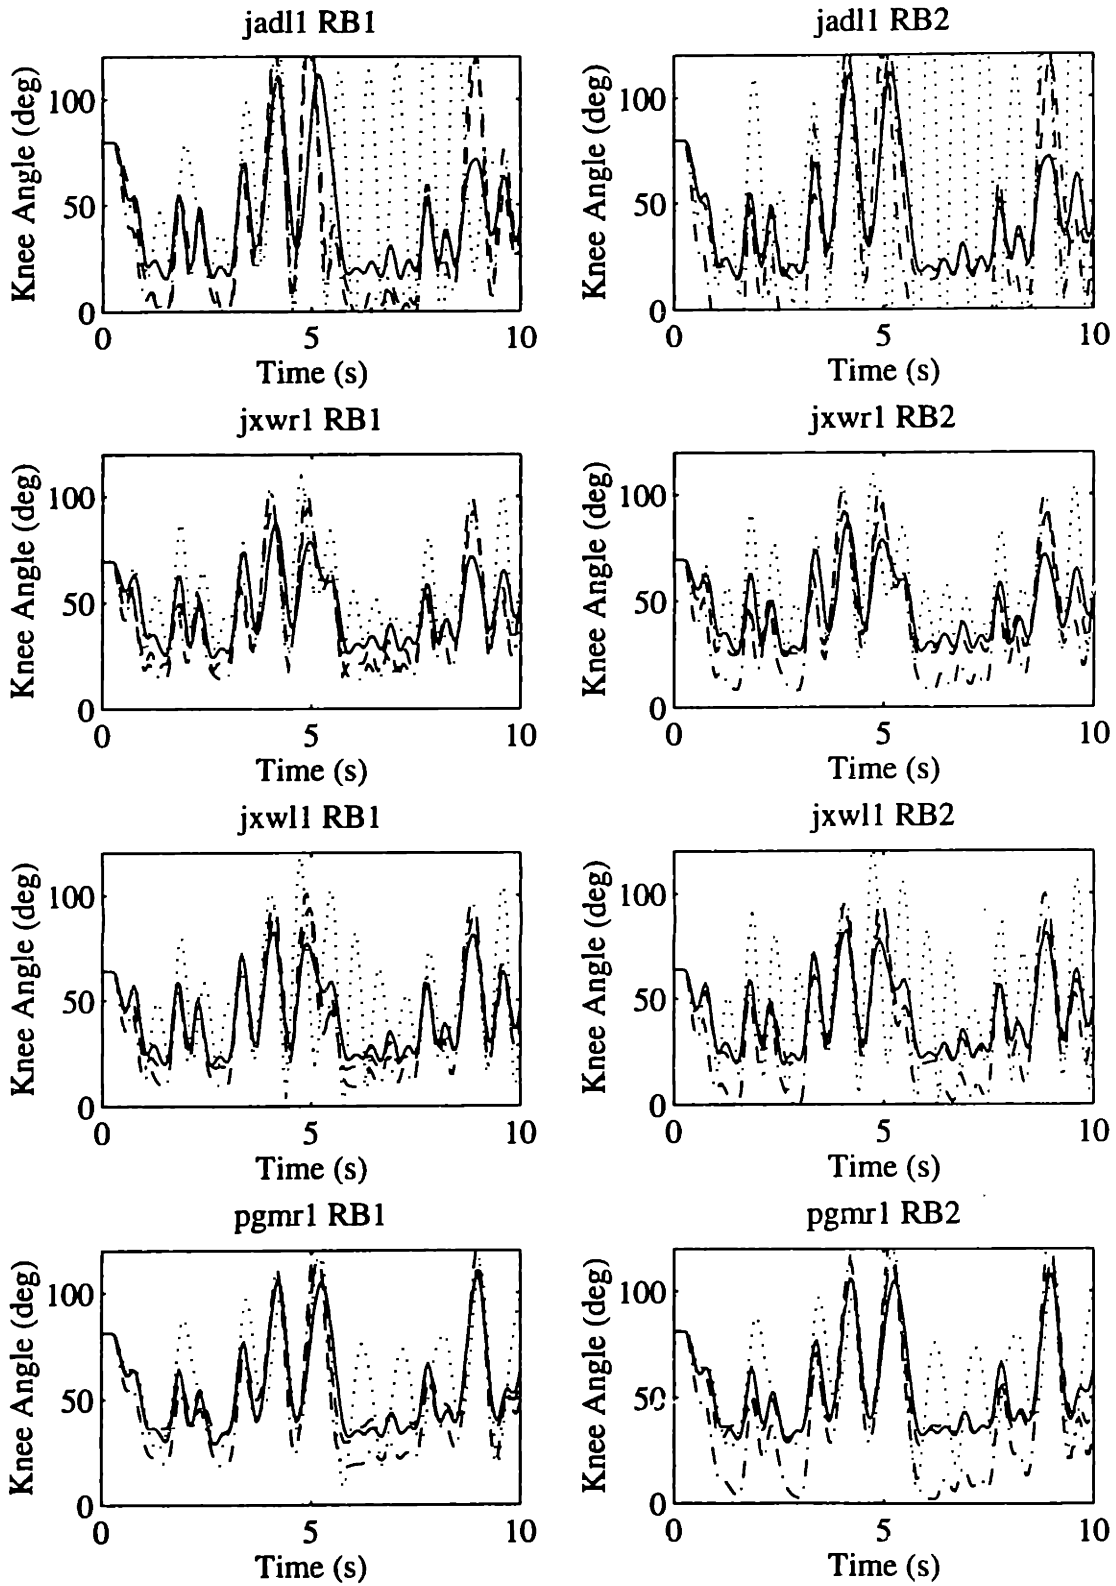 jadl1 RB1
Knee Angle (deg)
100
50
0
0
5
10
Time (s)
jadl1 RB2
Knee Angle (deg)
100
50
0
0
5
10
Time (s)
jxwr1 RB1
Knee Angle (deg)
100
50
0
0
5
10
Time (s)
jxwr1 RB2
Knee Angle (deg)
100
50
0
0
5
10
Time (s)
jxwl1 RB1
Knee Angle (deg)
100
50
0
0
5
10
Time (s)
jxwl1 RB2
Knee Angle (deg)
100
50
0
0
5
10
Time (s)
pgmr1 RB1
Knee Angle (deg)
100
50
0
0
5
10
Time (s)
pgmr1 RB2
Knee Angle (deg)
100
50
0
0
5
10
Time (s)